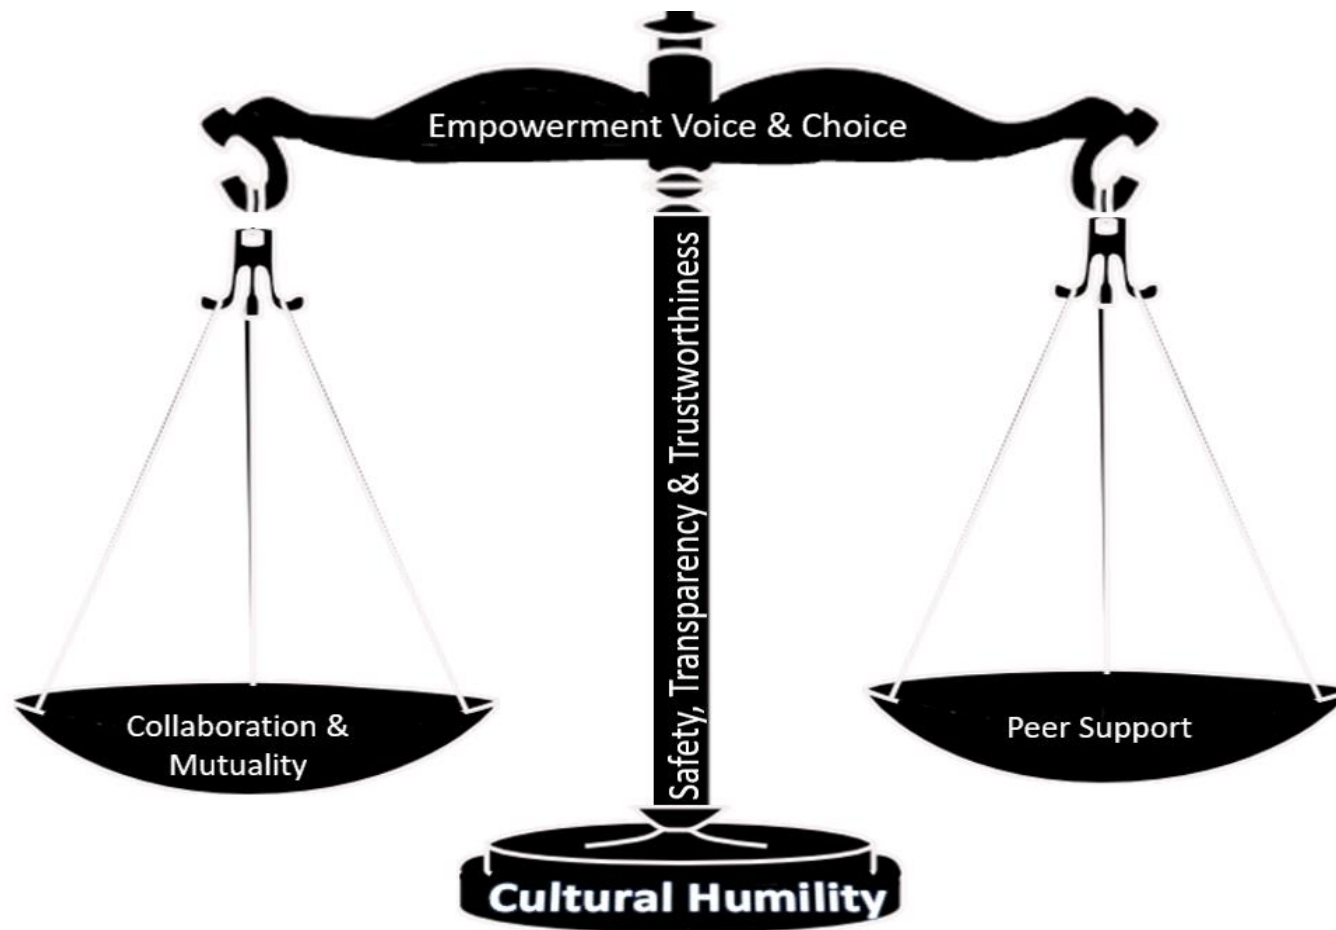 Empowerment Voice & Choice
Safety, Transparency & Trustworthiness
Collaboration &
Mutuality
Peer Support
Cultural Humility